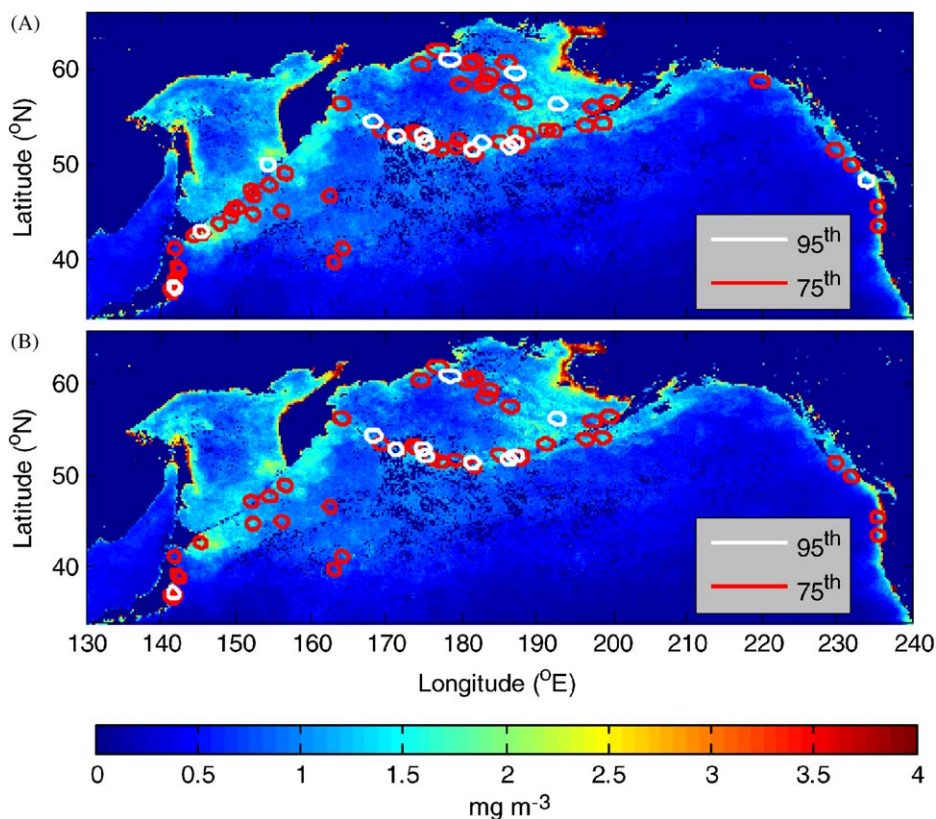 (A)
60
50
40
Latitude (°N)
95th
75th
(B)
60
50
40
Latitude (°N)
95th
75th
130 140 150 160 170 180 190 200 210 220 230 240
Longitude (°E)
0 0.5 1 1.5 2 2.5 3 3.5 4
mg m-3